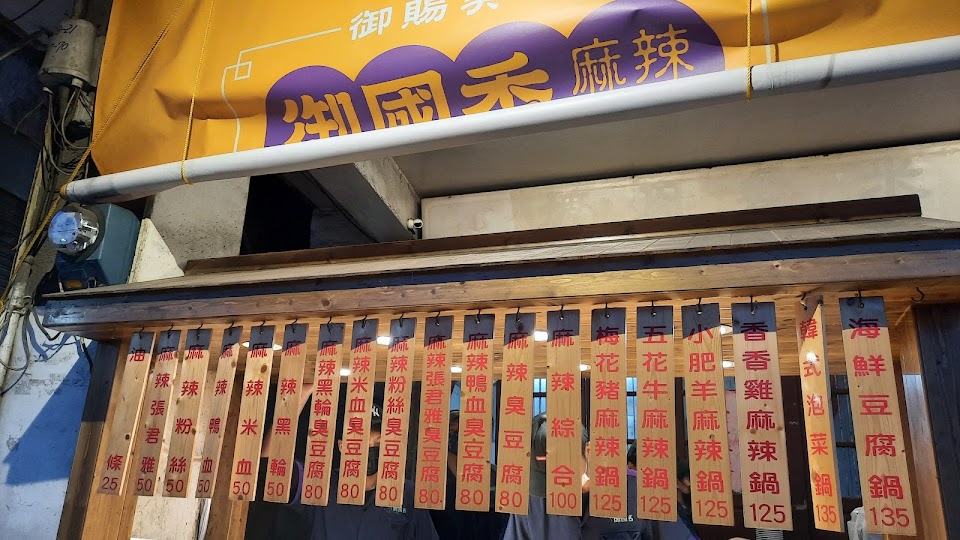 御賜
御國香麻辣
油條25
麻辣張君雅50
麻辣粉絲50
麻辣鴨血50
麻辣米血50
麻辣黑輪50
麻辣黑輪臭豆腐80
麻辣米血臭豆腐80
麻辣粉絲臭豆腐80
麻辣張君雅臭豆腐80
麻辣鴨血臭豆腐80
麻辣臭豆腐80
麻辣綜合100
梅花豬麻辣鍋125
五花牛麻辣鍋125
小肥羊麻辣鍋125
香香雞麻辣鍋125
韓式泡菜鍋135
海鮮豆腐鍋135